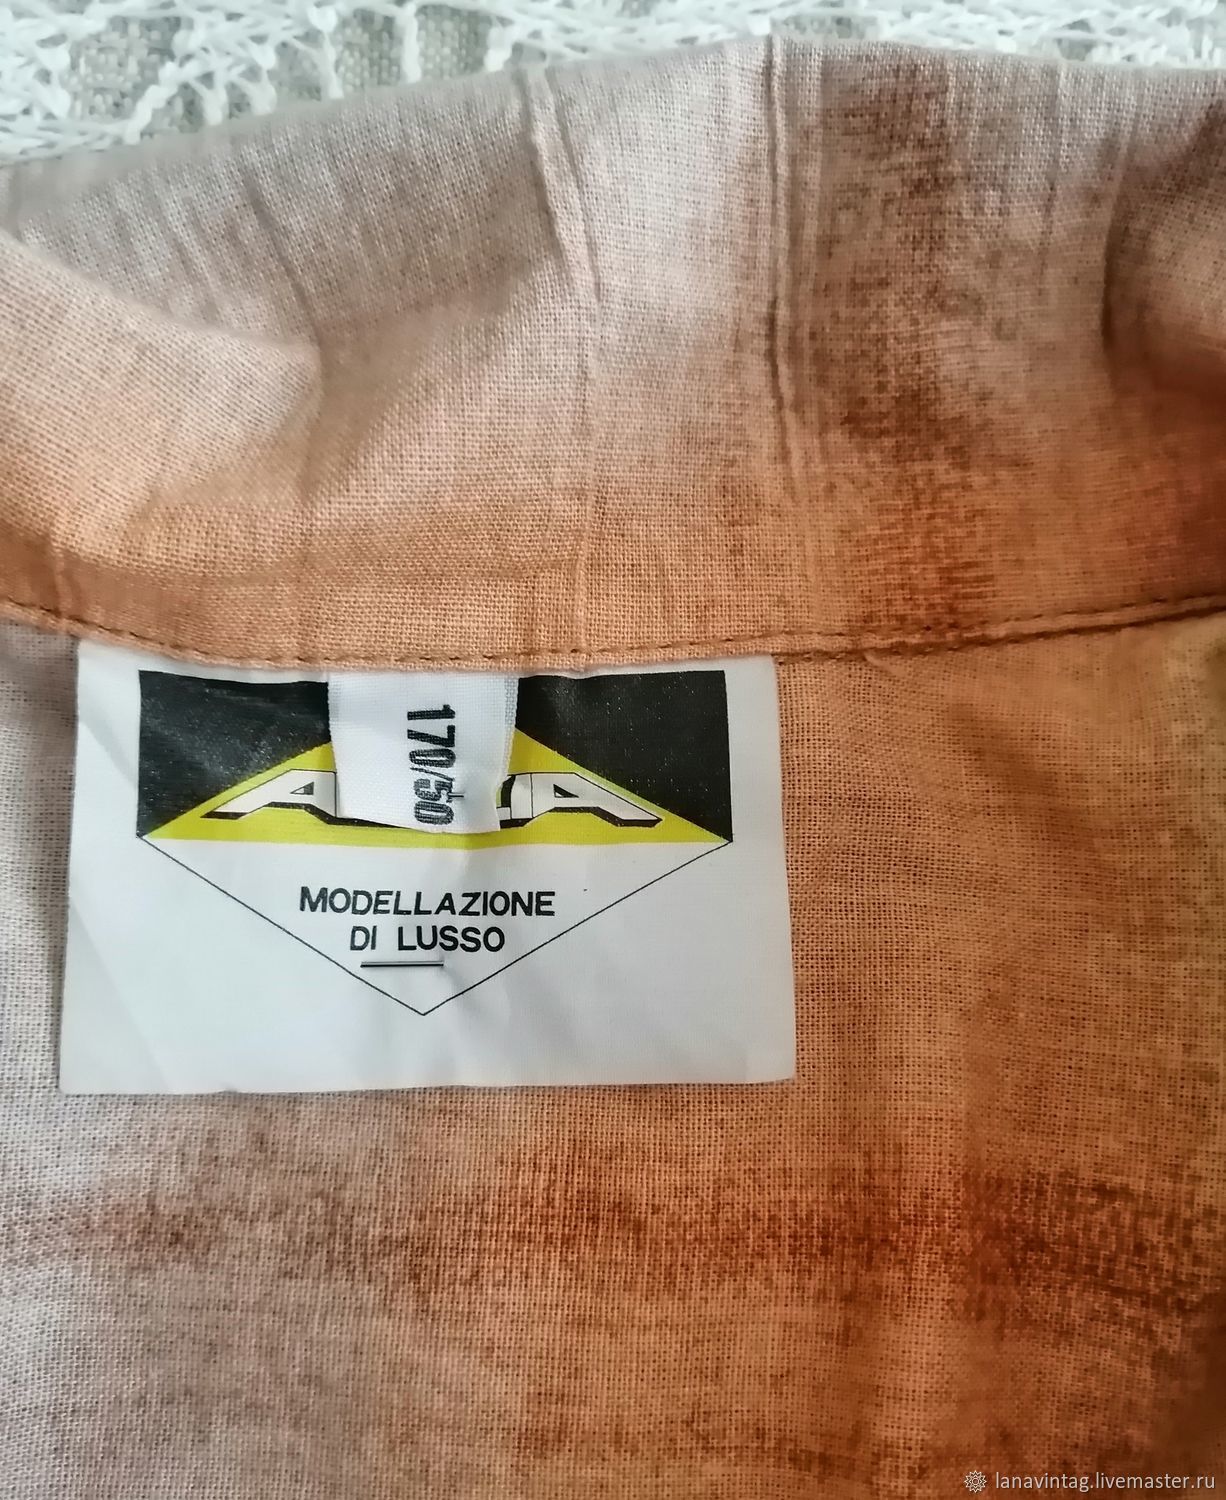 170/50
MODELLAZIONE
DI LUSSO
lanavintag.livemaster.ru